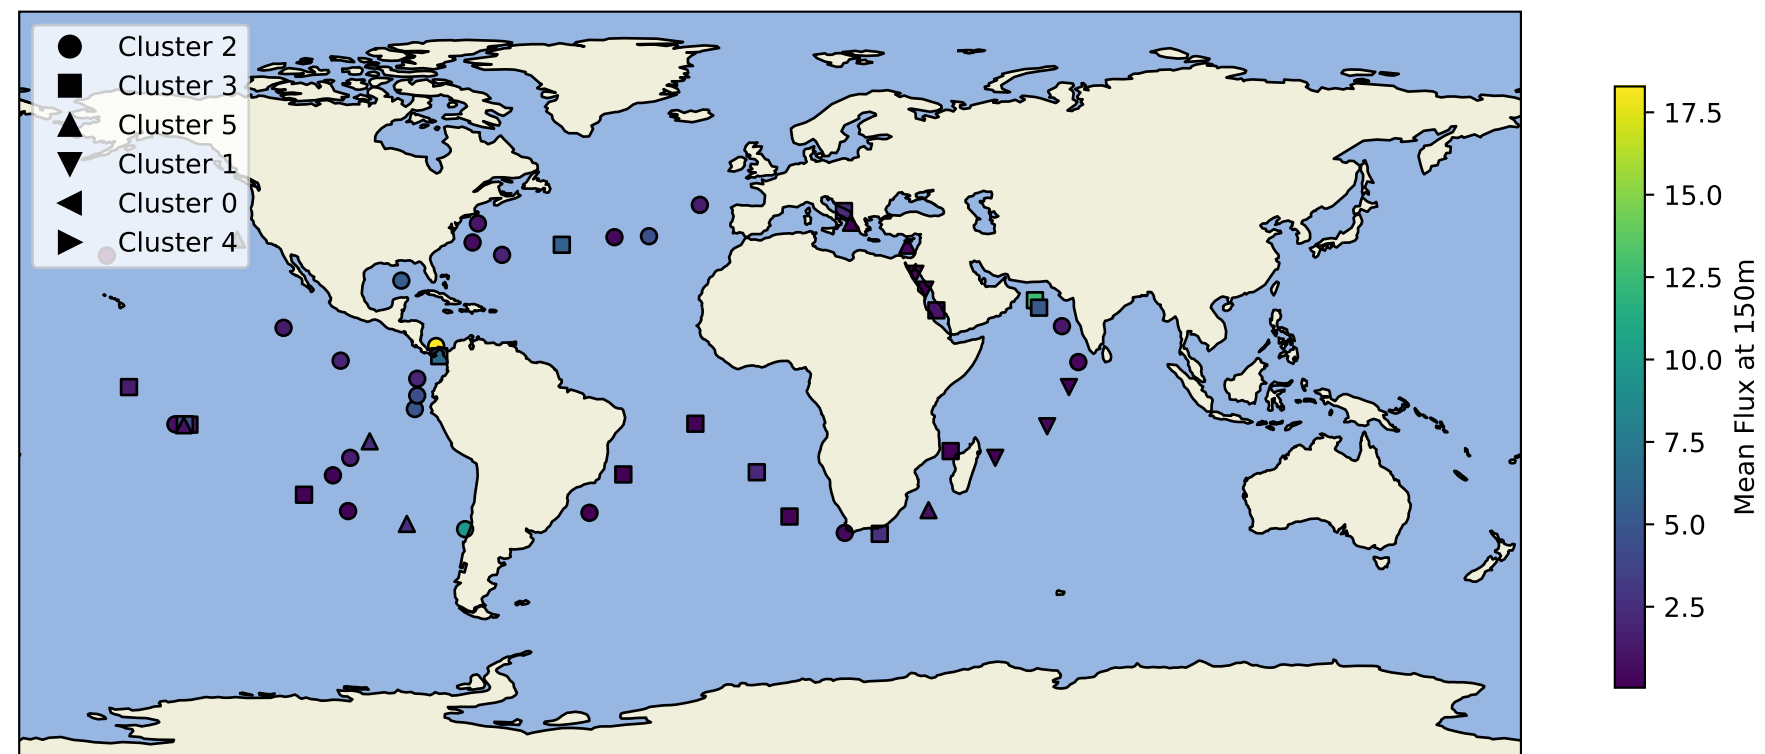 Cluster 2
Cluster 3
Cluster 5
Cluster 1
Cluster 0
Cluster 4
17.5
15.0
12.5
10.0
7.5
5.0
2.5
Mean Flux at 150m